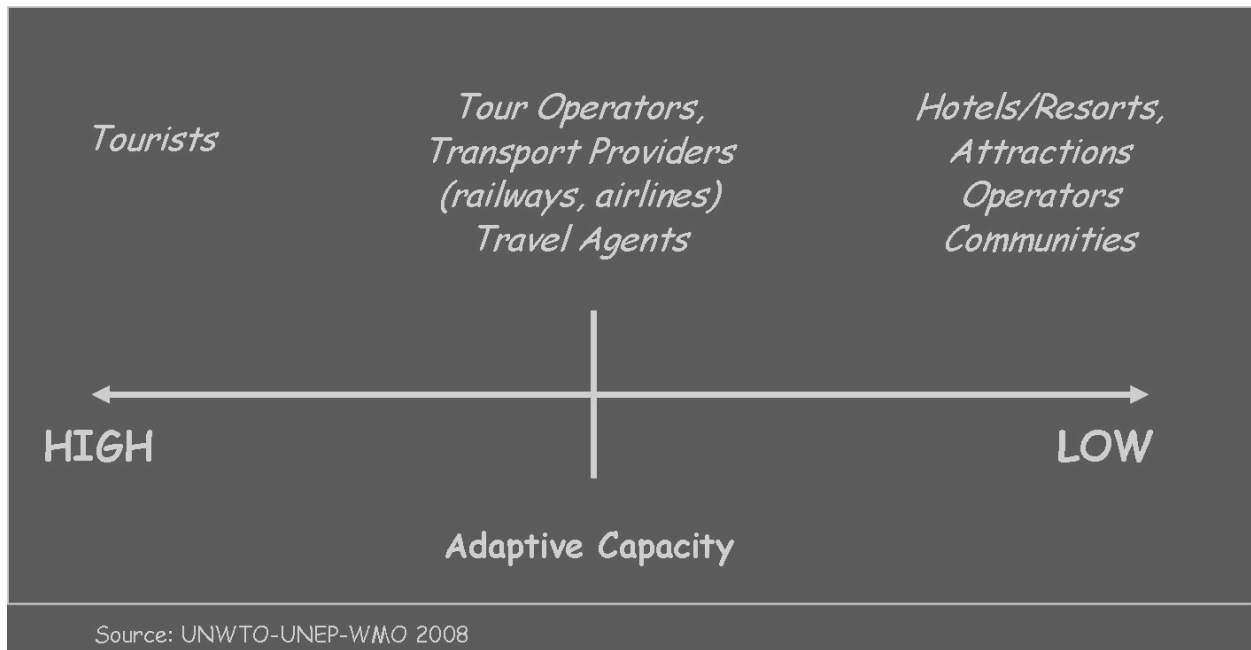 Tourists
Tour Operators,
Transport Providers
(railways, airlines)
Travel Agents
Hotels/Resorts,
Attractions
Operators
Communities
HIGH
LOW
Adaptive Capacity
Source: UNWTO-UNEP-WMO 2008